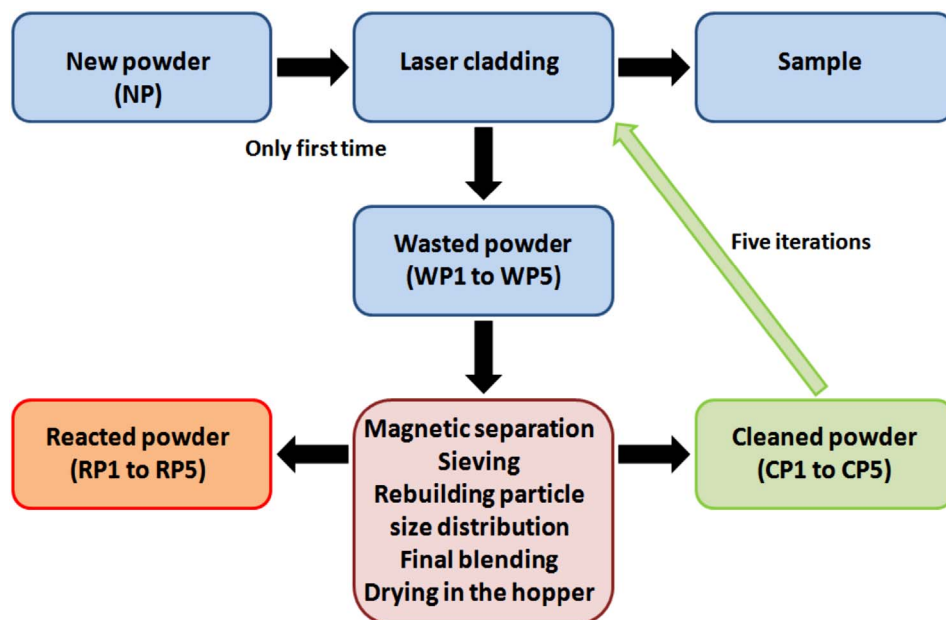 New powder
(NP)
Laser cladding
Sample
Only first time
Wasted powder
(WP1 to WP5)
Five iterations
Reacted powder
(RP1 to RP5)
Magnetic separation
Sieving
Rebuilding particle
size distribution
Final blending
Drying in the hopper
Cleaned powder
(CP1 to CP5)